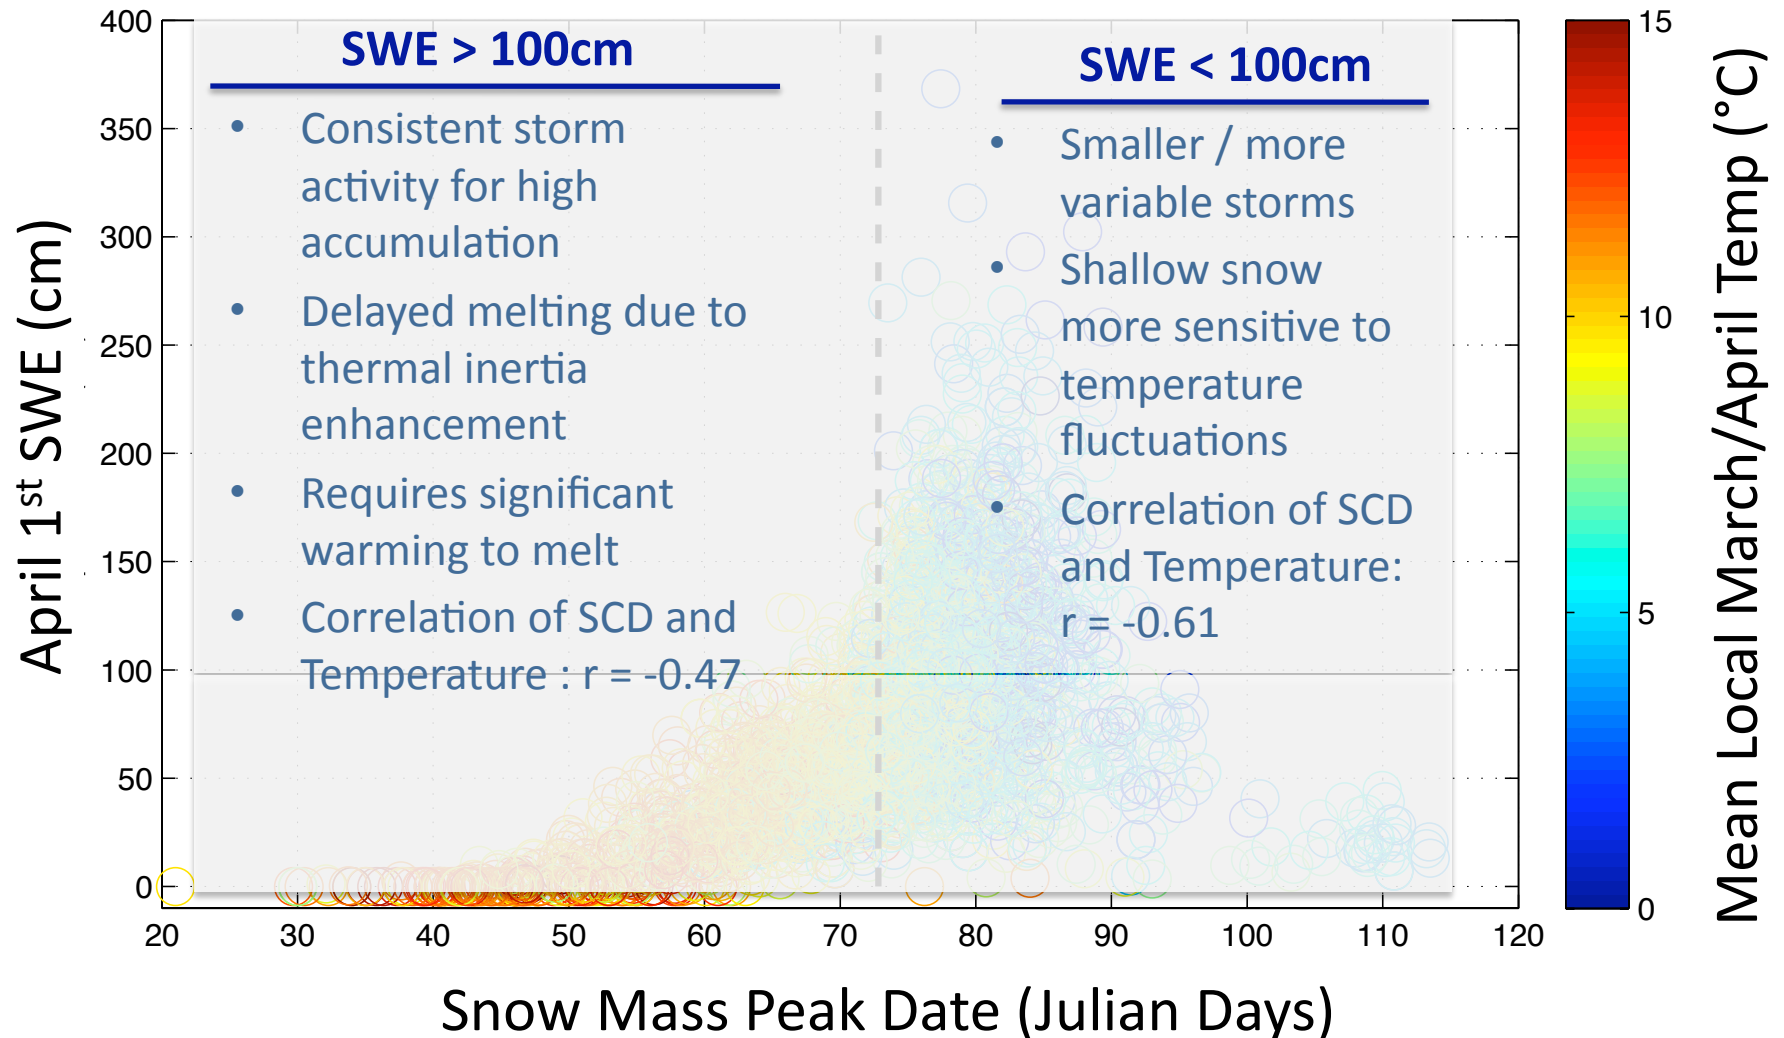 SWE > 100cm
• Consistent storm
activity for high
accumulation
• Delayed melting due to
thermal inertia
enhancement
• Requires significant
warming to melt
• Correlation of SCD and
Temperature : r = -0.47
SWE < 100cm
• Smaller / more
variable storms
• Shallow snow
more sensitive to
temperature
fluctuations
• Correlation of SCD
and Temperature:
r = -0.61
April 1st SWE (cm)
400
350
300
250
200
150
100
50
0
20 30 40 50 60 70 80 90 100 110 120
Snow Mass Peak Date (Julian Days)
15
10
5
0
Mean Local March/April Temp (°C)